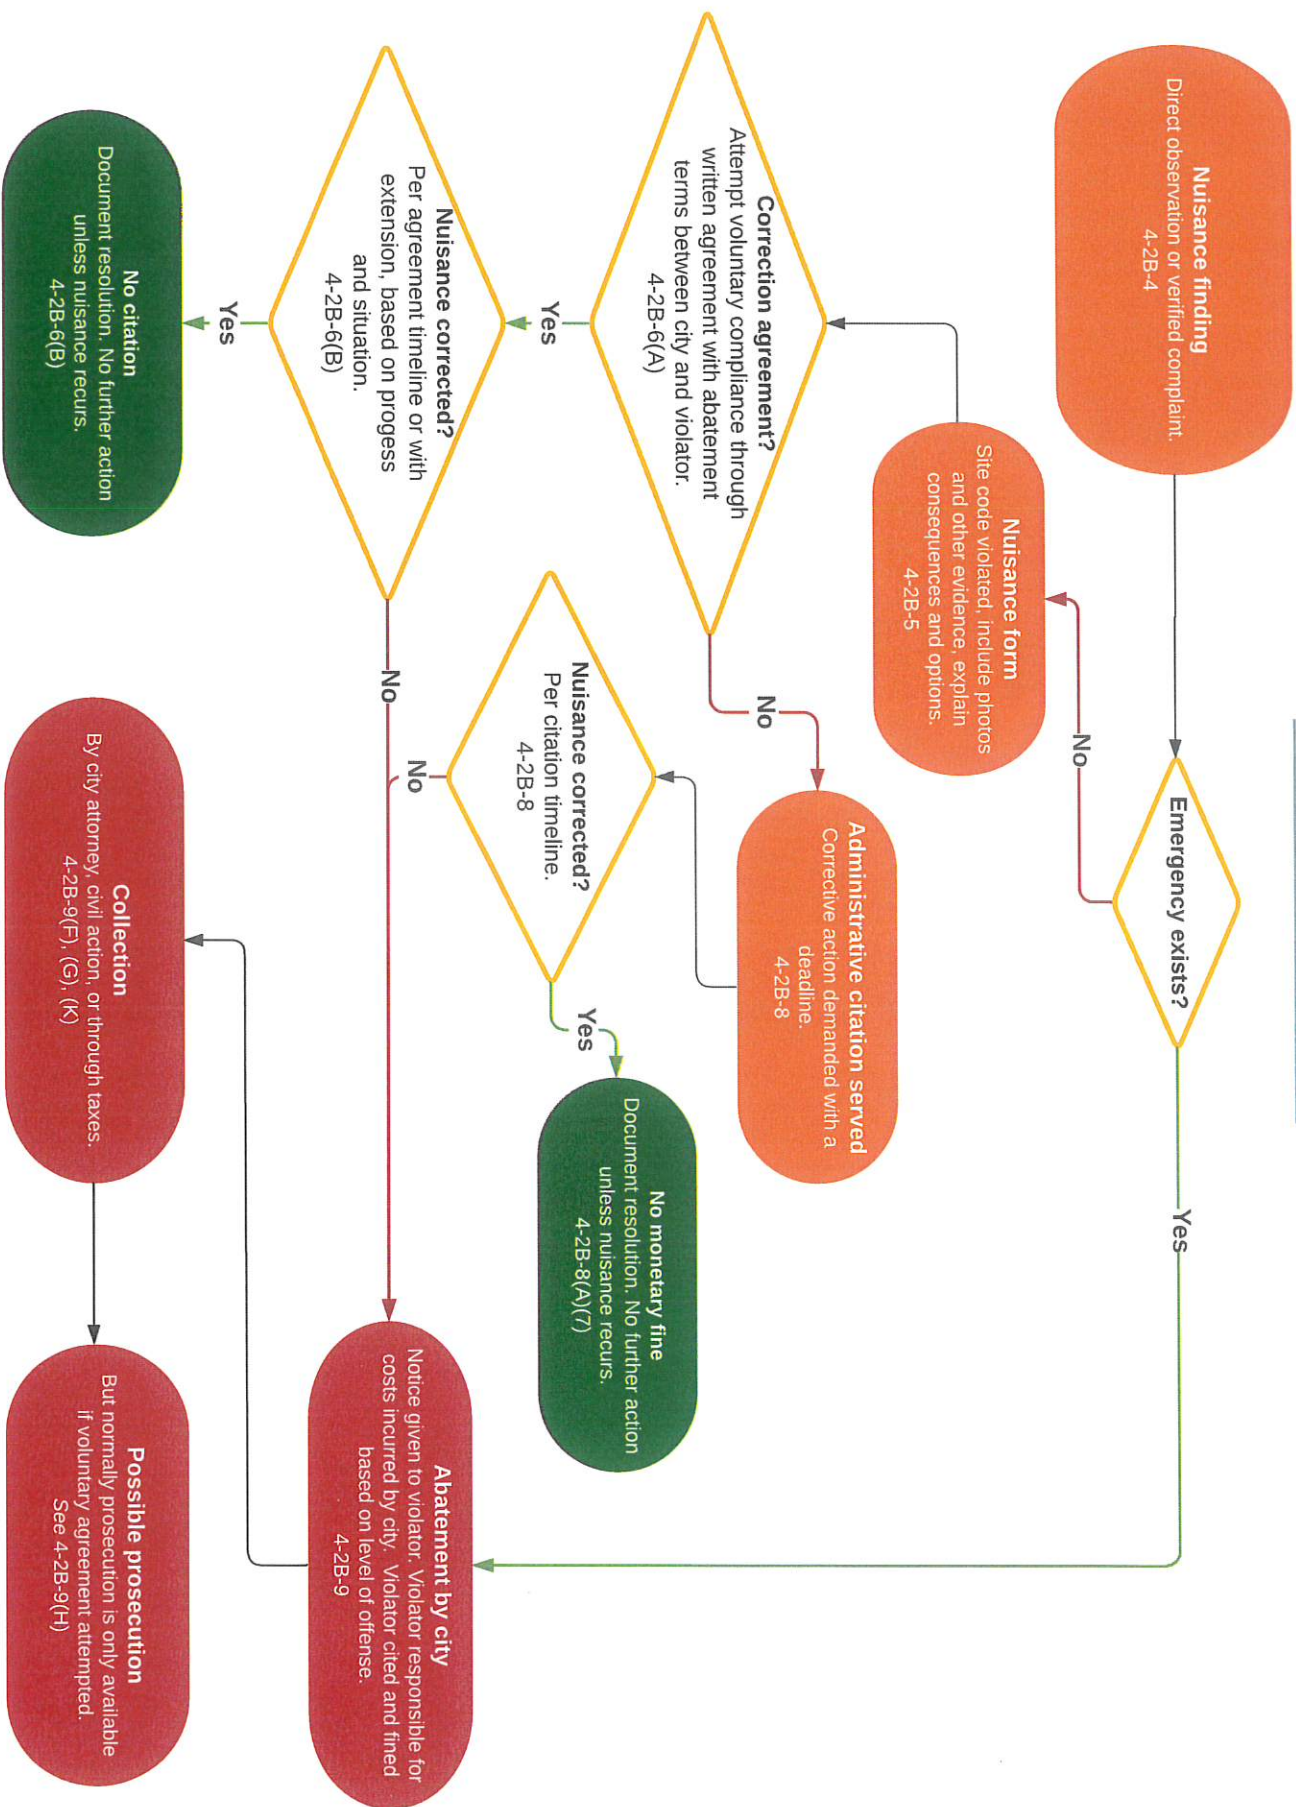 Nuisance finding
Direct observation or verified complaint.
4-2B-4
Emergency exists?
Yes
No
Nuisance form
Site code violated, include photos
and other evidence, explain
consequences and options.
4-2B-5
Correction agreement?
Attempt voluntary compliance through
written agreement with abatement
terms between city and violator.
4-2B-6(A)
No
Administrative citation served
Corrective action demanded with a
deadline.
4-2B-8
Yes
Nuisance corrected?
Per citation timeline.
4-2B-8
Yes
No monetary fine
Document resolution. No further action
unless nuisance recurs.
4-2B-8(A)(7)
No
Nuisance corrected?
Per agreement timeline or with
extension, based on progess
and situation.
4-2B-6(B)
No
Abatement by city
Notice given to violator. Violator responsible for
costs incurred by city. Violator cited and fined
based on level of offense.
4-2B-9
Yes
No citation
Document resolution. No further action
unless nuisance recurs.
4-2B-6(B)
Collection
By city attorney, civil action, or through taxes.
4-2B-9(F), (G), (K)
Possible prosecution
But normally prosecution is only available
if voluntary agreement attempted.
See 4-2B-9(H)